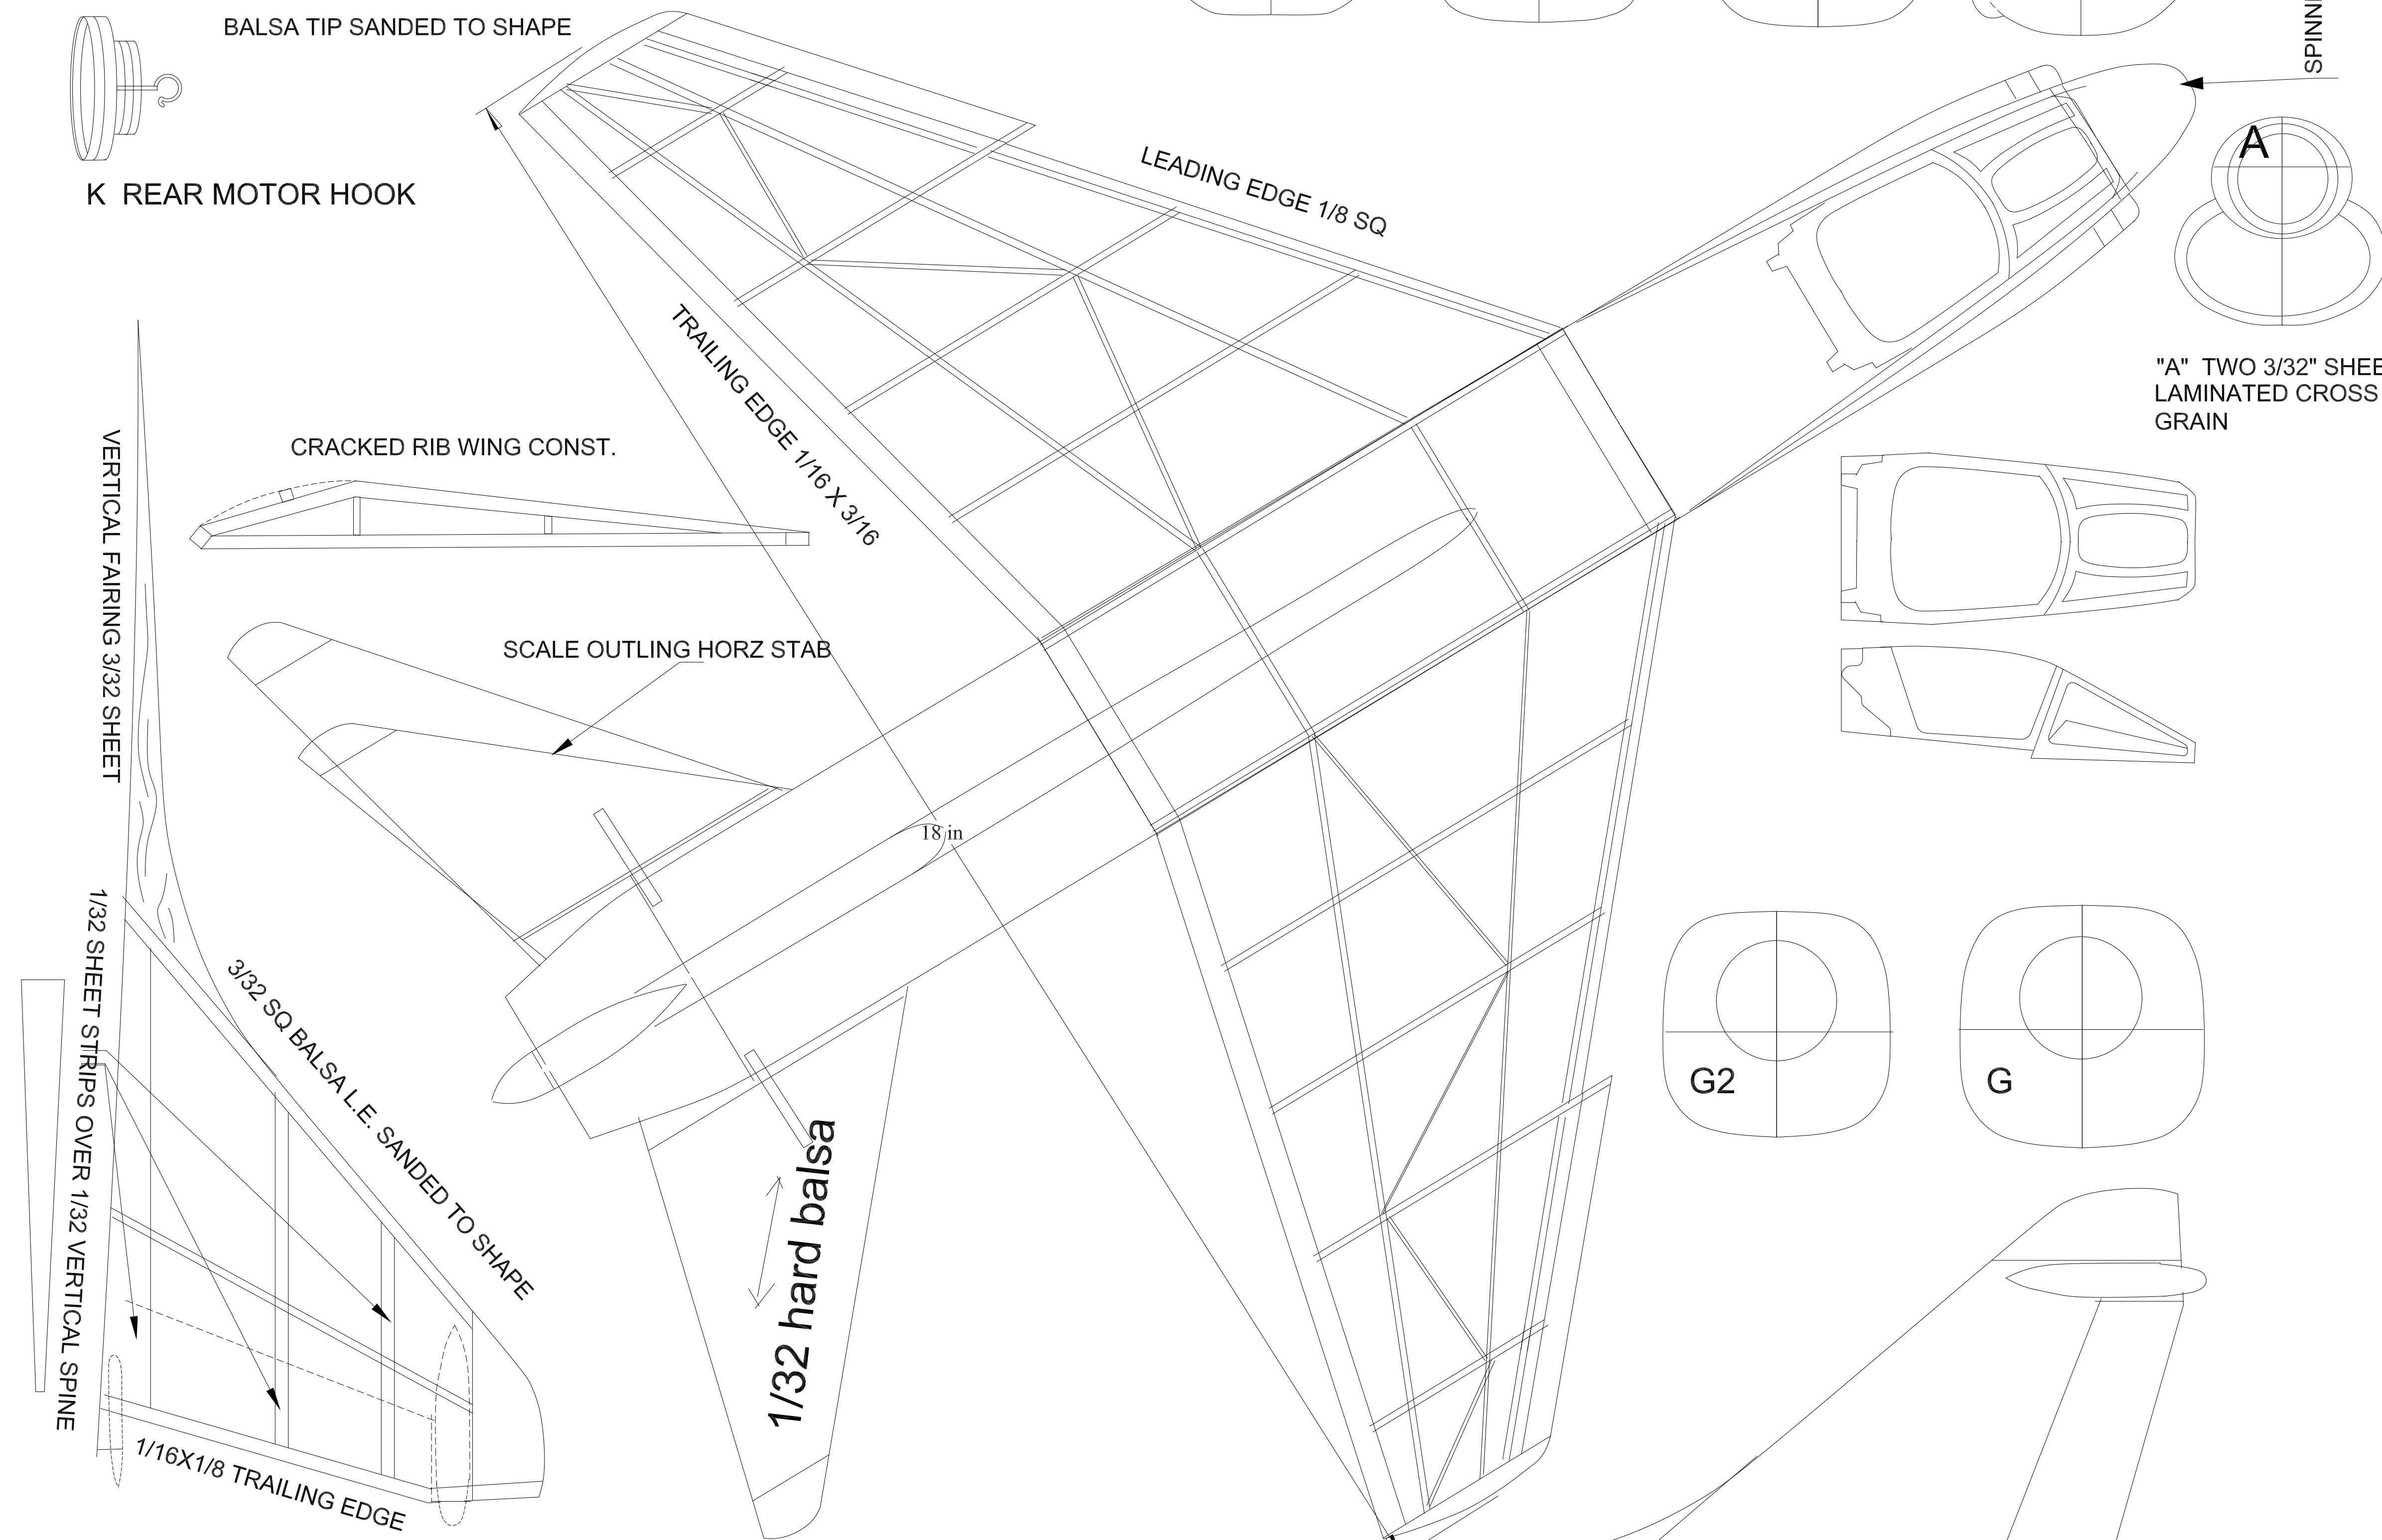 BALSA TIP SANDED TO SHAPE
K REAR MOTOR HOOK
LEADING EDGE 1/8 SQ
A
"A" TWO 3/32" SHEE
LAMINATED CROSS
GRAIN
TRAILING EDGE 1/16 X 3/16
CRACKED RIB WING CONST.
VERTICAL FAIRING 3/32 SHEET
SCALE OUTLING HORZ STAB
18 in
1/32 SHEET STRIPS OVER 1/32 VERTICAL SPINE
3/32 SQ BALSA L.E. SANDED TO SHAPE
1/16X1/8 TRAILING EDGE
1/32 hard balsa
G2
G